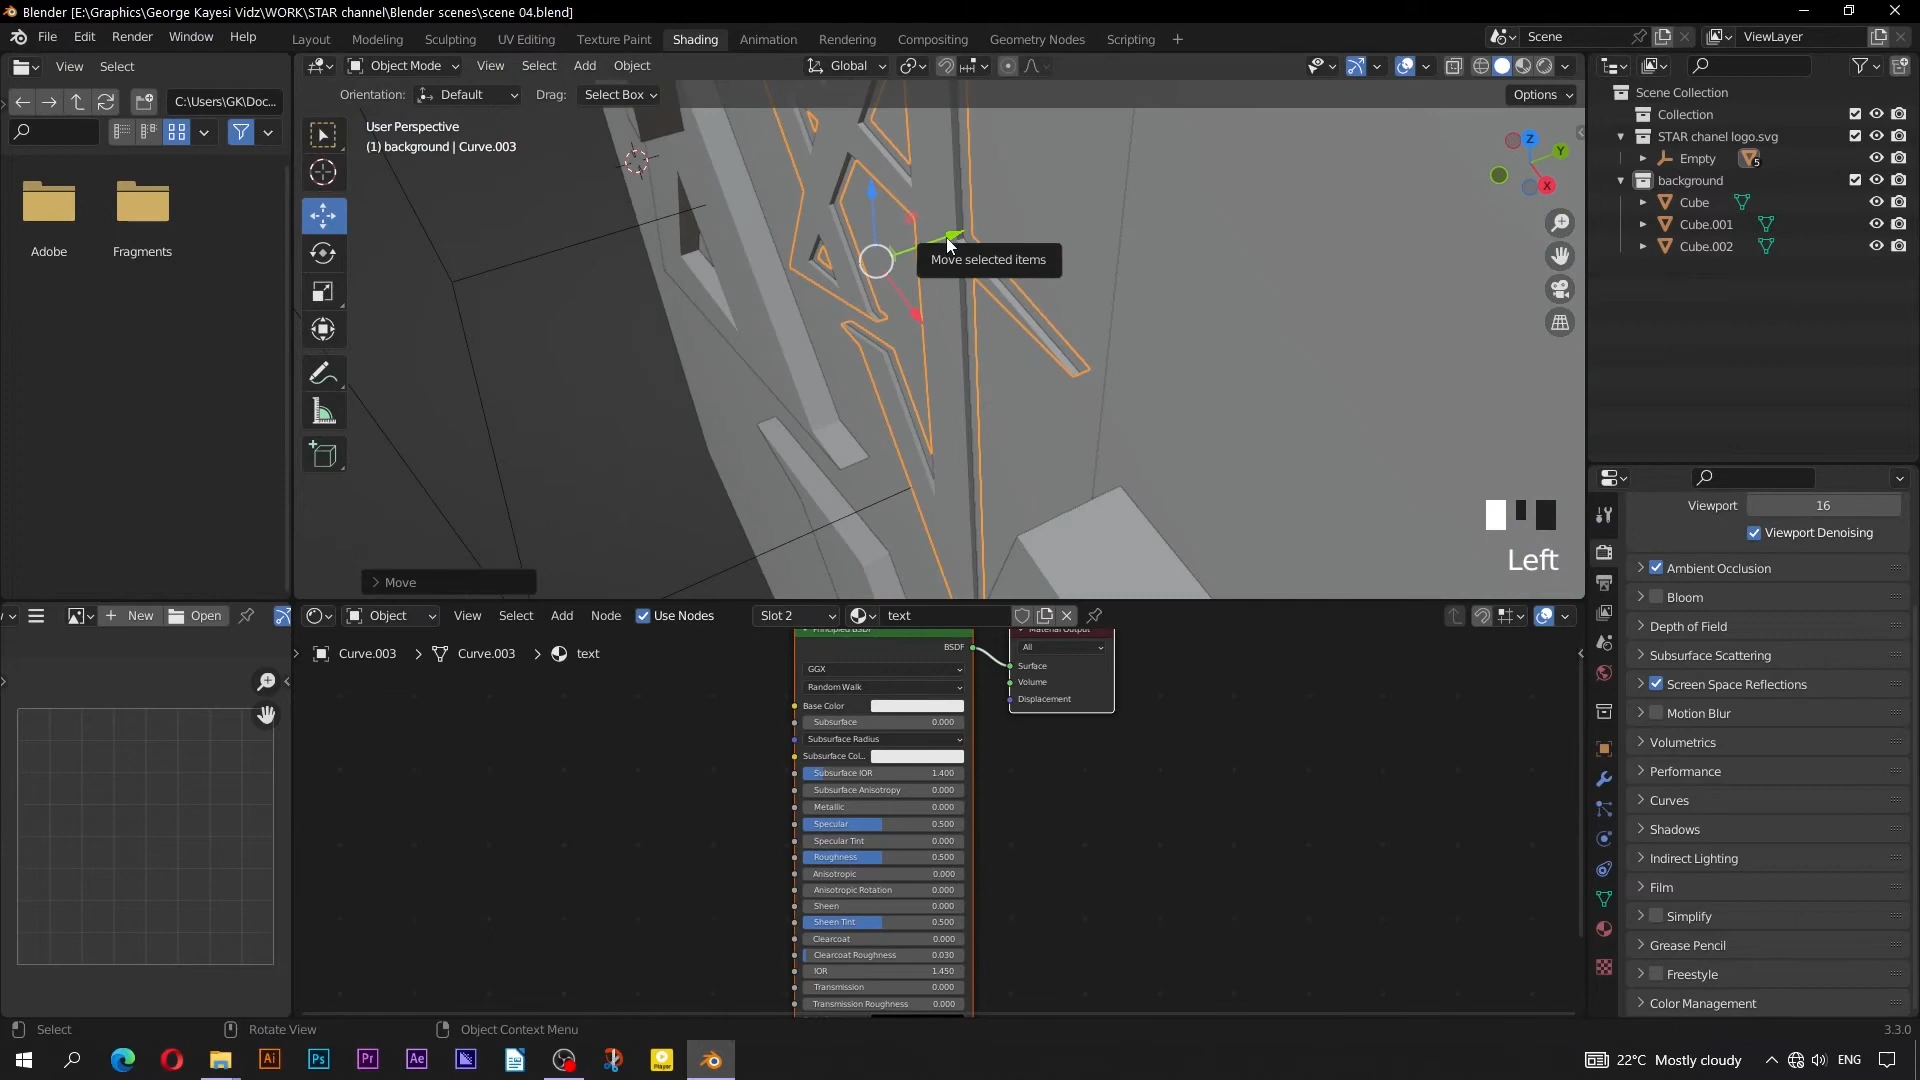 Blender [E:\Graphics\George Kayesi Vidz\WORK\STAR channel\Blender scenes\scene 04.blend]
File Edit Render Window Help Layout Modeling Sculpting UV Editing Texture Paint Shading Animation Rendering Compositing Geometry Nodes Scripting + Scene ViewLayer
View Select Object Mode View Select Add Object Global
C:\Users\GK\Doc... Orientation: Default Drag: Select Box Options
Scene Collection
Collection
STAR chanel logo.svg
Empty 5
background
Cube
Cube.001
Cube.002
User Perspective
(1) background | Curve.003
Z
Y
X
Adobe Fragments
Move selected items
Left
Move
Viewport 16
Viewport Denoising
Ambient Occlusion
Bloom
Depth of Field
Subsurface Scattering
Screen Space Reflections
Motion Blur
Volumetrics
Performance
Curves
Shadows
Indirect Lighting
Film
Simplify
Grease Pencil
Freestyle
Color Management
New Open Object View Select Add Node Use Nodes Slot 2 text
Curve.003 > Curve.003 > text
Principled BSDF
BSDF
GGX
Random Walk
Base Color
Subsurface 0.000
Subsurface Radius
Subsurface Col...
Subsurface IOR 1.400
Subsurface Anisotropy 0.000
Metallic 0.000
Specular 0.500
Specular Tint 0.000
Roughness 0.500
Anisotropic 0.000
Anisotropic Rotation 0.000
Sheen 0.000
Sheen Tint 0.500
Clearcoat 0.000
Clearcoat Roughness 0.030
IOR 1.450
Transmission 0.000
Transmission Roughness 0.000
Material Output
All
Surface
Volume
Displacement
Select Rotate View Object Context Menu 3.3.0
Ai Ps Pr Ae Player 22°C Mostly cloudy ENG